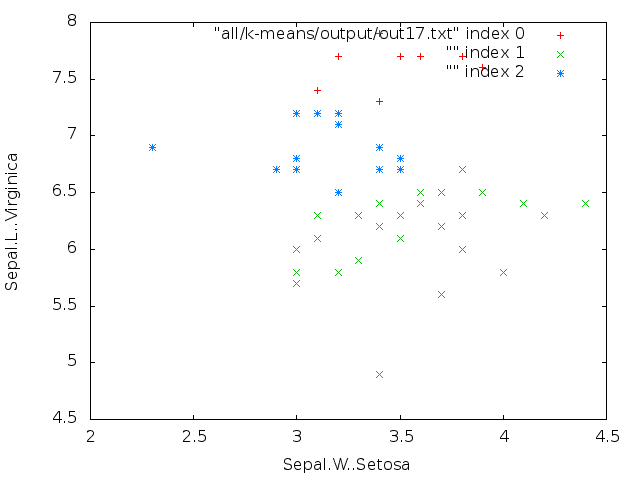 8
"all/k-means/output/out17.txt" index 0
"" index 1
"" index 2
7.5
7
6.5
6
5.5
5
4.5
Sepal.L.. Virginica
2
2.5
3
3.5
4
4.5
Sepal.W..Setosa